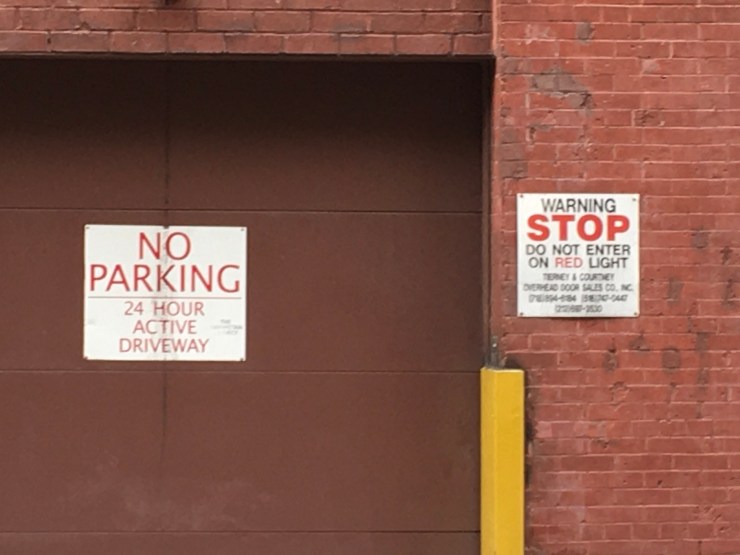 NO
PARKING
24 HOUR
ACTIVE
DRIVEWAY
WARNING
STOP
DO NOT ENTER
ON RED LIGHT
TIERNEY & COURTNEY
OVERHEAD DOOR SALES CO., INC.